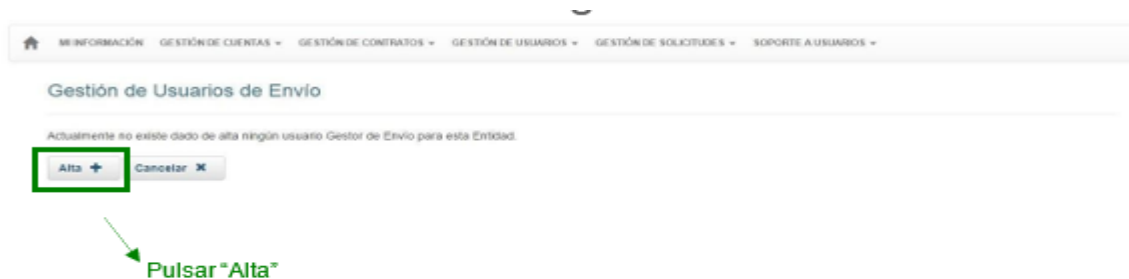 MI INFORMACIÓN GESTIÓN DE CUENTAS GESTIÓN DE CONTRATOS GESTIÓN DE USUARIOS GESTIÓN DE SOLICITUDES SOPORTE A USUARIOS
Gestión de Usuarios de Envío
Actualmente no existe dado de alta ningún usuario Gestor de Envío para esta Entidad.
Alta + Cancelar ✖
Pulsar "Alta"